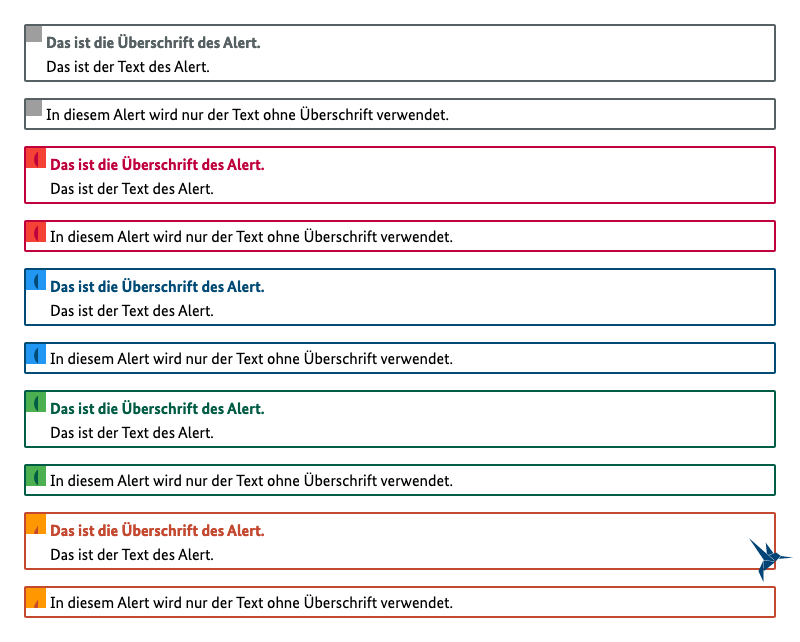 Das ist die Überschrift des Alert.
Das ist der Text des Alert.
In diesem Alert wird nur der Text ohne Überschrift verwendet.
Das ist die Überschrift des Alert.
Das ist der Text des Alert.
In diesem Alert wird nur der Text ohne Überschrift verwendet.
Das ist die Überschrift des Alert.
Das ist der Text des Alert.
In diesem Alert wird nur der Text ohne Überschrift verwendet.
Das ist die Überschrift des Alert.
Das ist der Text des Alert.
In diesem Alert wird nur der Text ohne Überschrift verwendet.
Das ist die Überschrift des Alert.
Das ist der Text des Alert.
In diesem Alert wird nur der Text ohne Überschrift verwendet.